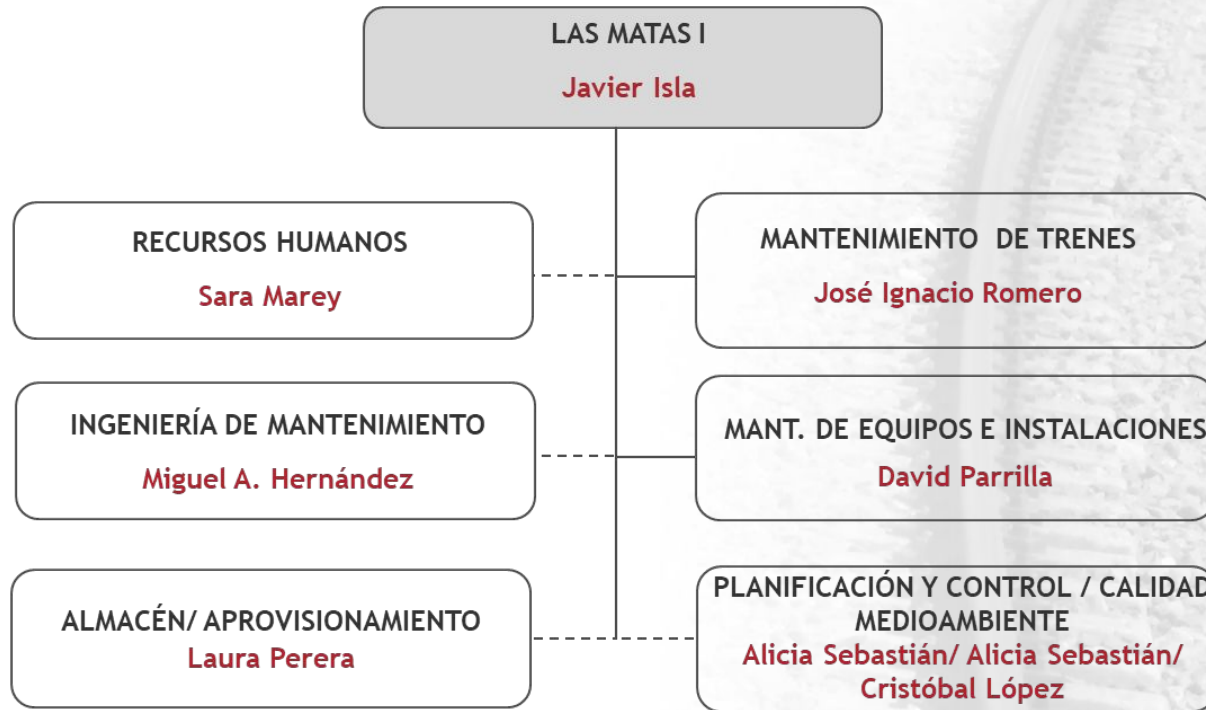 LAS MATAS I
Javier Isla
RECURSOS HUMANOS
Sara Marey
MANTENIMIENTO DE TRENES
José Ignacio Romero
INGENIERÍA DE MANTENIMIENTO
Miguel A. Hernández
MANT. DE EQUIPOS E INSTALACIONES
David Parrilla
ALMACÉN/ APROVISIONAMIENTO
Laura Perera
PLANIFICACIÓN Y CONTROL / CALIDAD
MEDIOAMBIENTE
Alicia Sebastián/ Alicia Sebastián/
Cristóbal López